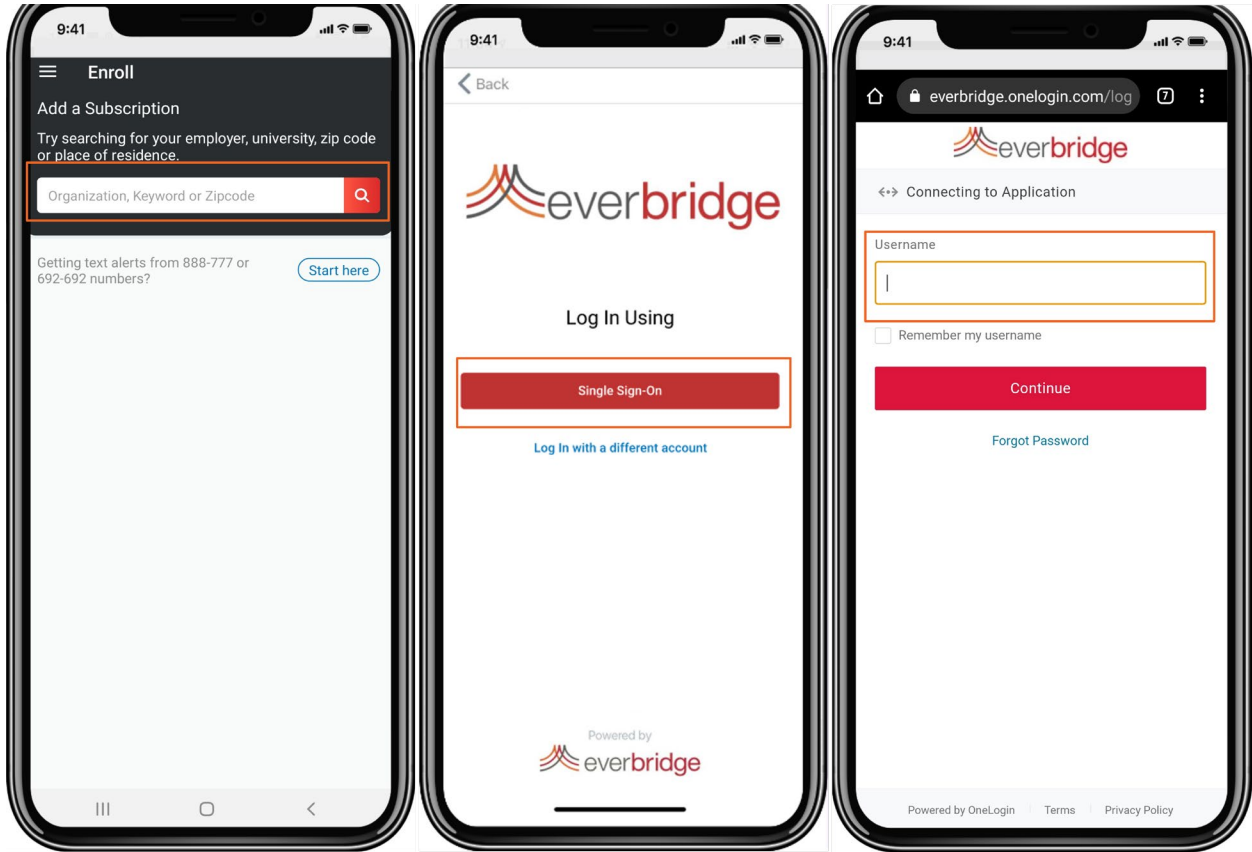 9:41
Enroll
Add a Subscription
Try searching for your employer, university, zip code
or place of residence.
Organization, Keyword or Zipcode
Getting text alerts from 888-777 or
692-692 numbers?
Start here
9:41
Back
everbridge
Log In Using
Single Sign-On
Log In with a different account
Powered by
everbridge
9:41
everbridge.onelogin.com/log
7
everbridge
Connecting to Application
Username
Remember my username
Continue
Forgot Password
Powered by OneLogin
Terms
Privacy Policy